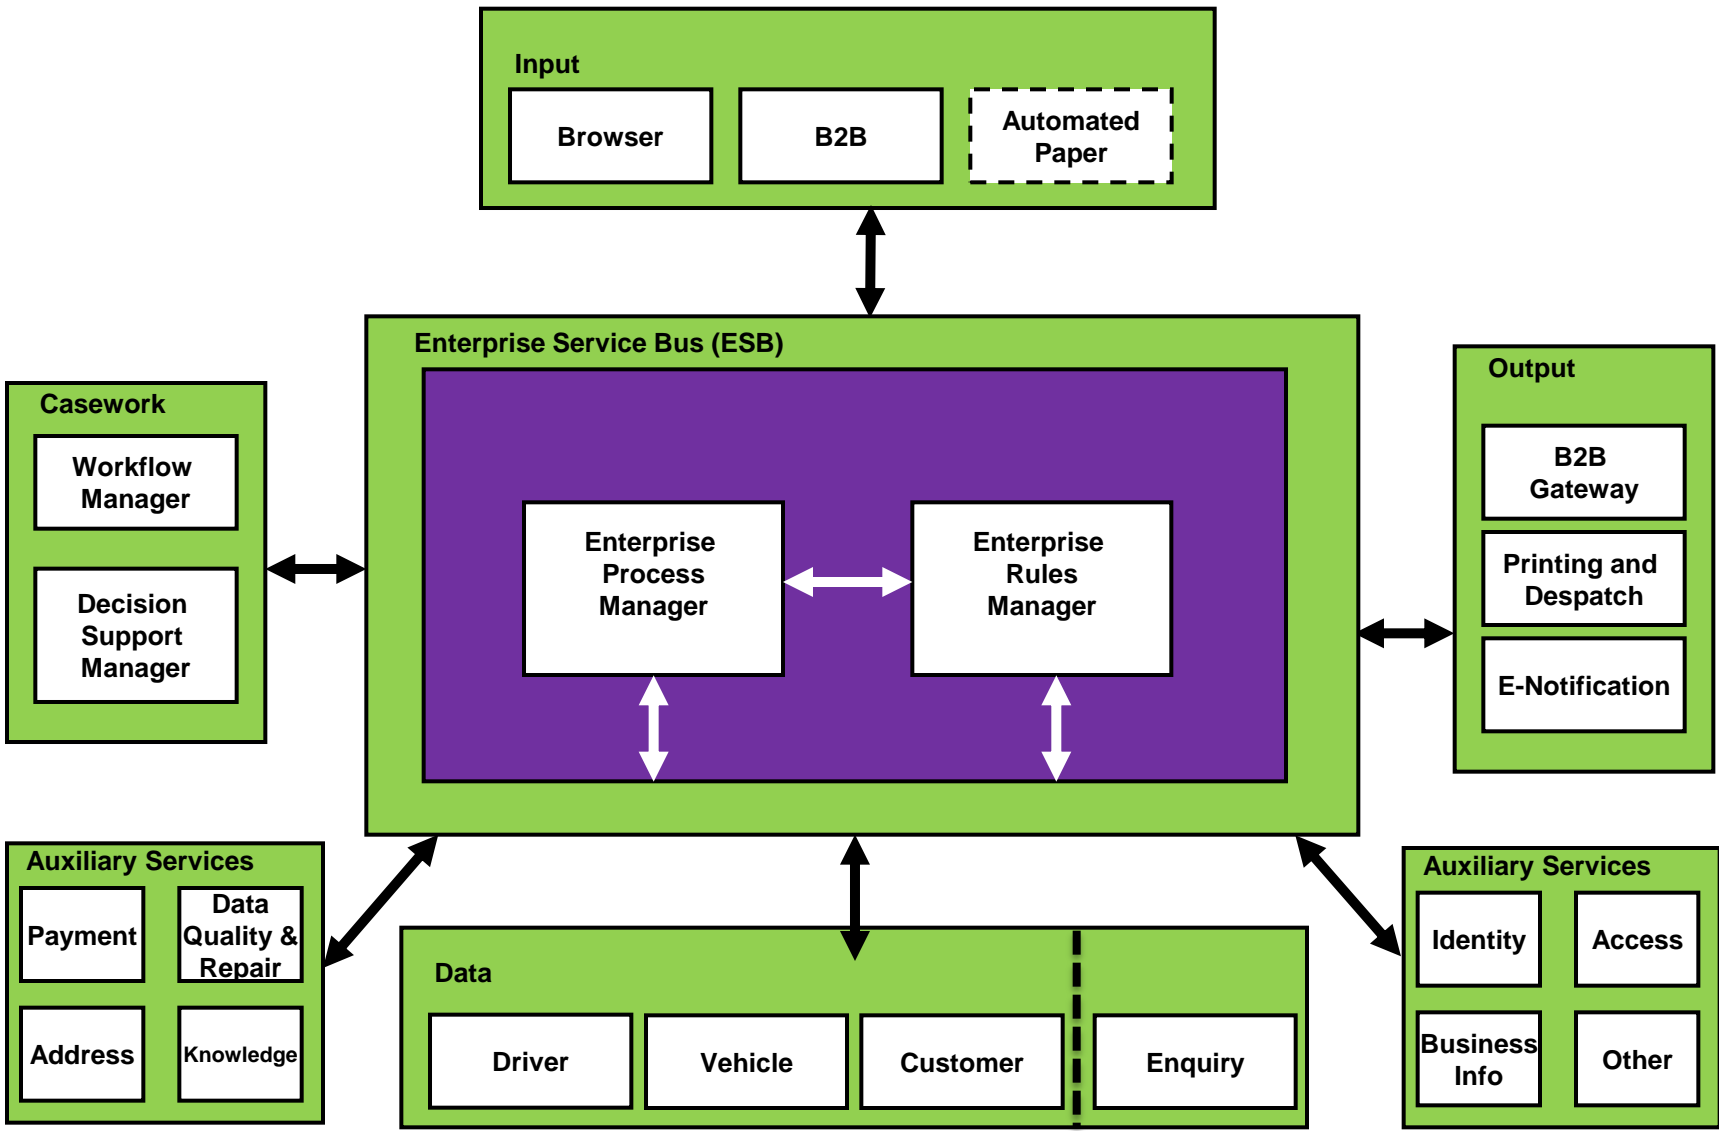 Input
Browser
B2B
Automated
Paper
Enterprise Service Bus (ESB)
Enterprise
Process
Manager
Enterprise
Rules
Manager
Casework
Workflow
Manager
Decision
Support
Manager
Output
B2B
Gateway
Printing and
Despatch
E-Notification
Auxiliary Services
Payment
Data
Quality &
Repair
Address
Knowledge
Data
Driver
Vehicle
Customer
Enquiry
Auxiliary Services
Identity
Access
Business
Info
Other